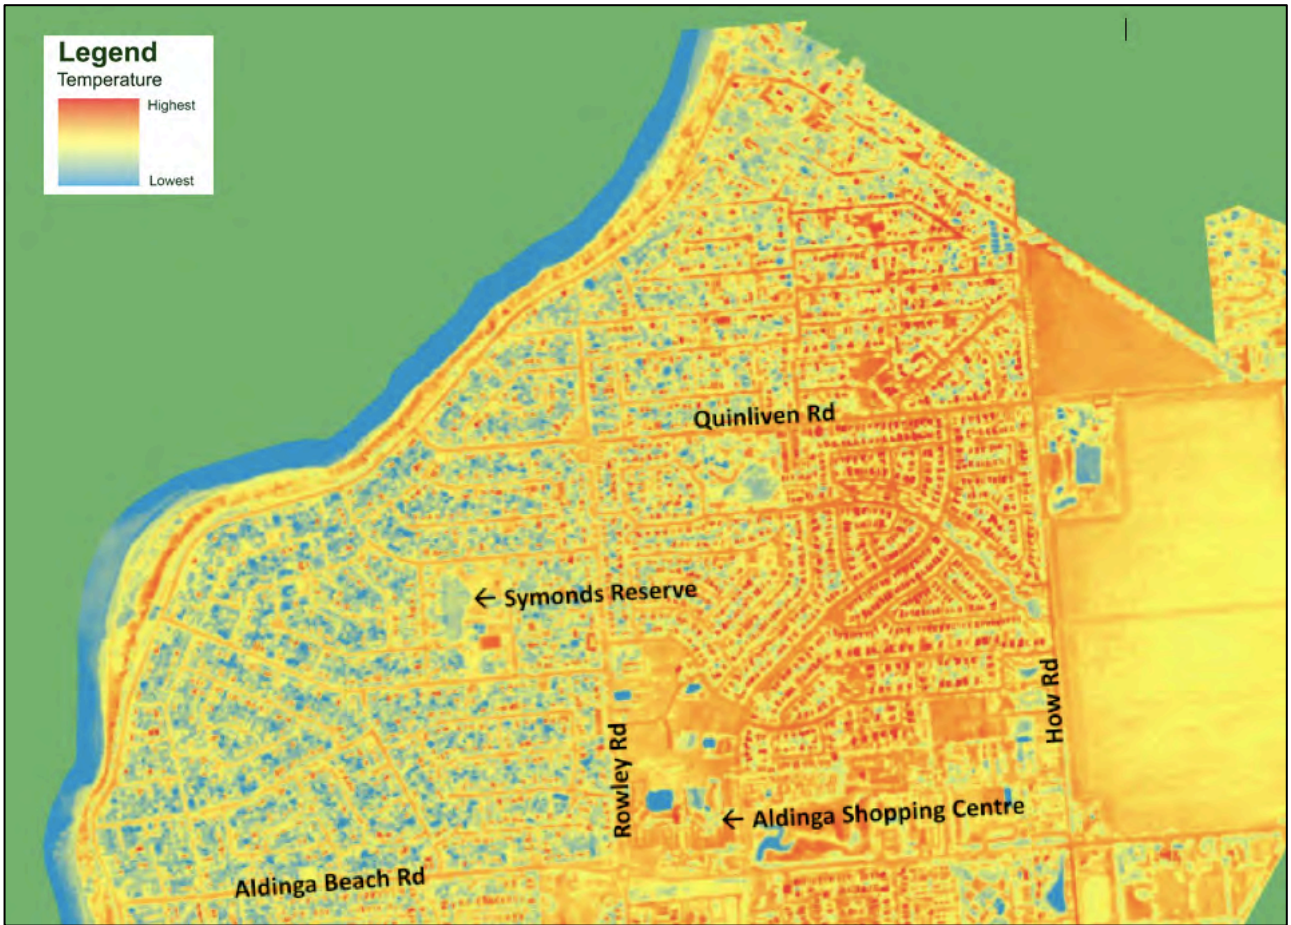 Legend
Temperature
Highest
Lowest
Quinliven Rd
← Symonds Reserve
How Rd
Rowley Rd
← Aldinga Shopping Centre
Aldinga Beach Rd